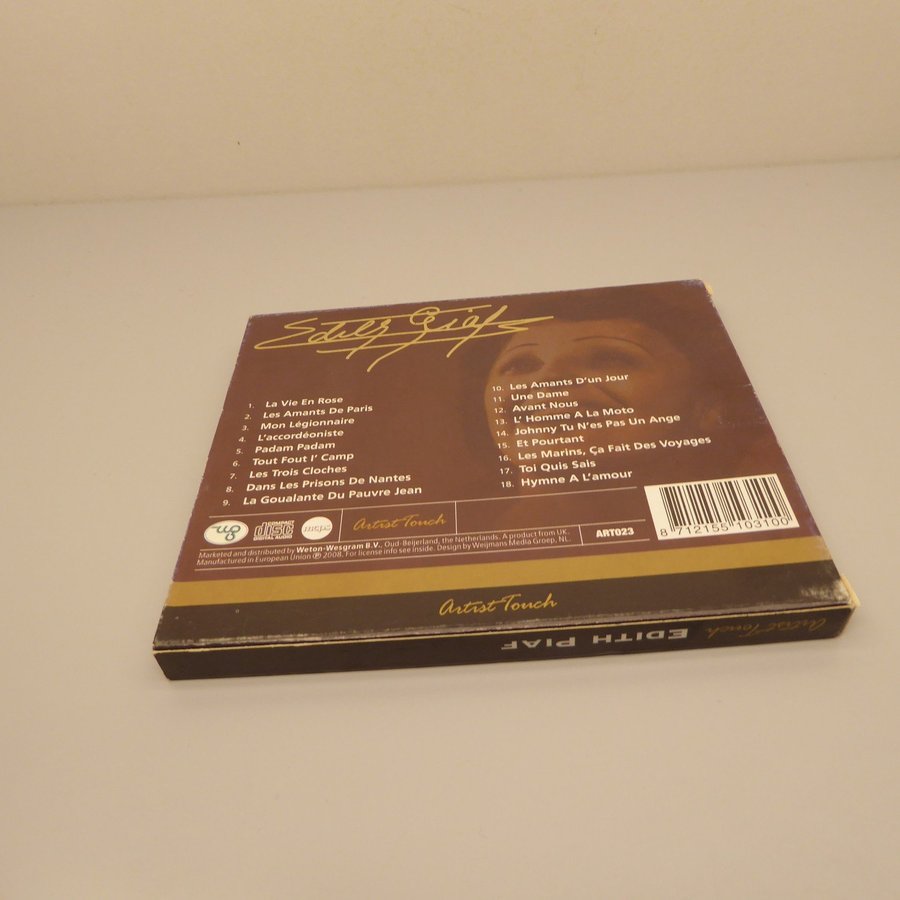 Edith Piaf
1. La Vie En Rose
2. Les Amants De Paris
3. Mon Légionnaire
4. L'accordéoniste
5. Padam Padam
6. Tout Fout l' Camp
7. Les Trois Cloches
8. Dans Les Prisons De Nantes
9. La Goualante Du Pauvre Jean
10. Les Amants D'un Jour
11. Une Dame
12. Avant Nous
13. L' Homme A La Moto
14. Johnny Tu N'es Pas Un Ange
15. Et Pourtant
16. Les Marins, Ça Fait Des Voyages
17. Toi Quis Sais
18. Hymne A L'amour
wg
COMPACT
disc
DIGITAL AUDIO
mcps
Artist Touch
ART023
8 712155 103100
Marketed and distributed by Weton-Wesgram B.V., Oud-Beijerland, the Netherlands. A product from UK.
Manufactured in European Union ℗ 2008. For license info see inside. Design by Weijmans Media Groep, NL.
Artist Touch
Artist Touch EDITH PIAF